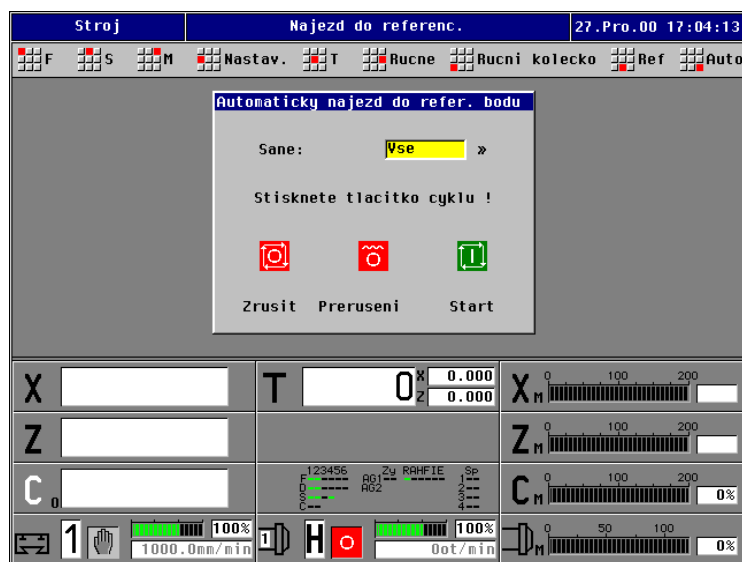 Stroj Najezd do referenc. 27.Pro.00 17:04:13
F S M Nastav. T Rucne Rucni kolecko Ref Auto
Automaticky najezd do refer. bodu
Sane: Vse »
Stisknete tlacitko cyklu !
Zrusit Preruseni Start
X T 0 X 0.000 Z 0.000 X M 0 100 200
Z Z M 0 100 200
C 0 123456 Zy RAHFIE Sp F D S C AG1 AG2 1 2 3 4 C M 0 100 200 0%
1 100% 1000.0mm/min 1 H 100% 0ot/min M 0 50 100 0%